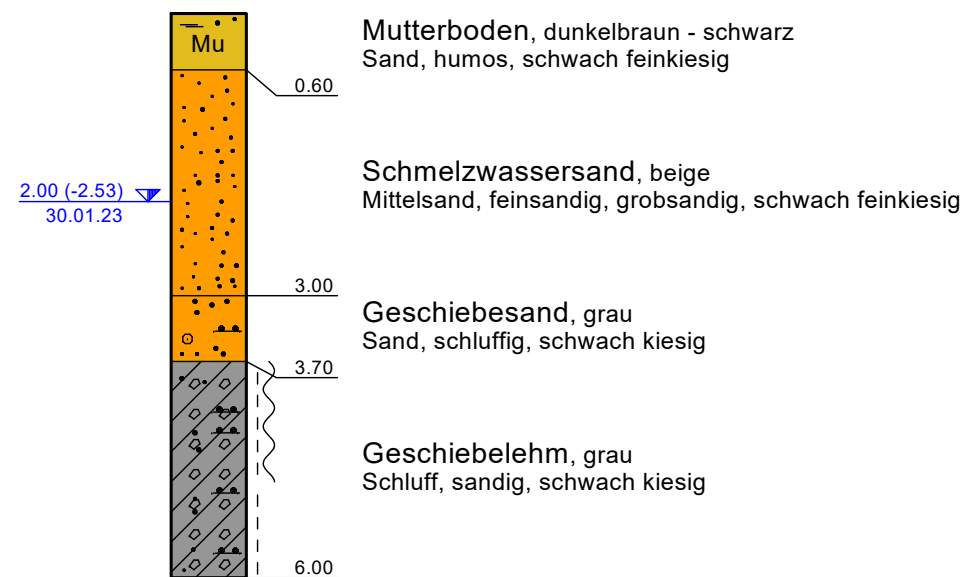 Mutterboden, dunkelbraun - schwarz
Sand, humos, schwach feinkiesig
Mu
0.60
Schmelzwassersand, beige
Mittelsand, feinsandig, grobsandig, schwach feinkiesig
2.00 (-2.53)
30.01.23
3.00
Geschiebesand, grau
Sand, schluffig, schwach kiesig
3.70
Geschiebelehm, grau
Schluff, sandig, schwach kiesig
6.00